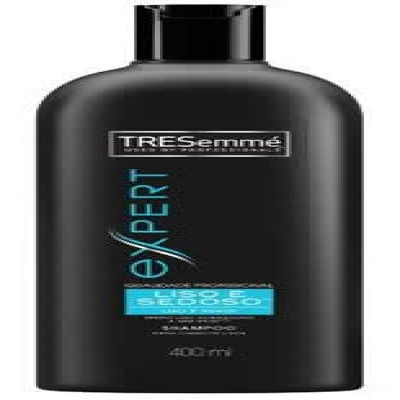 TRESemmé
USED BY PROFESSIONALS
EXPERT
QUALIDADE PROFISSIONAL
LISO E
SEDOSO
SHAMPOO
400 ml